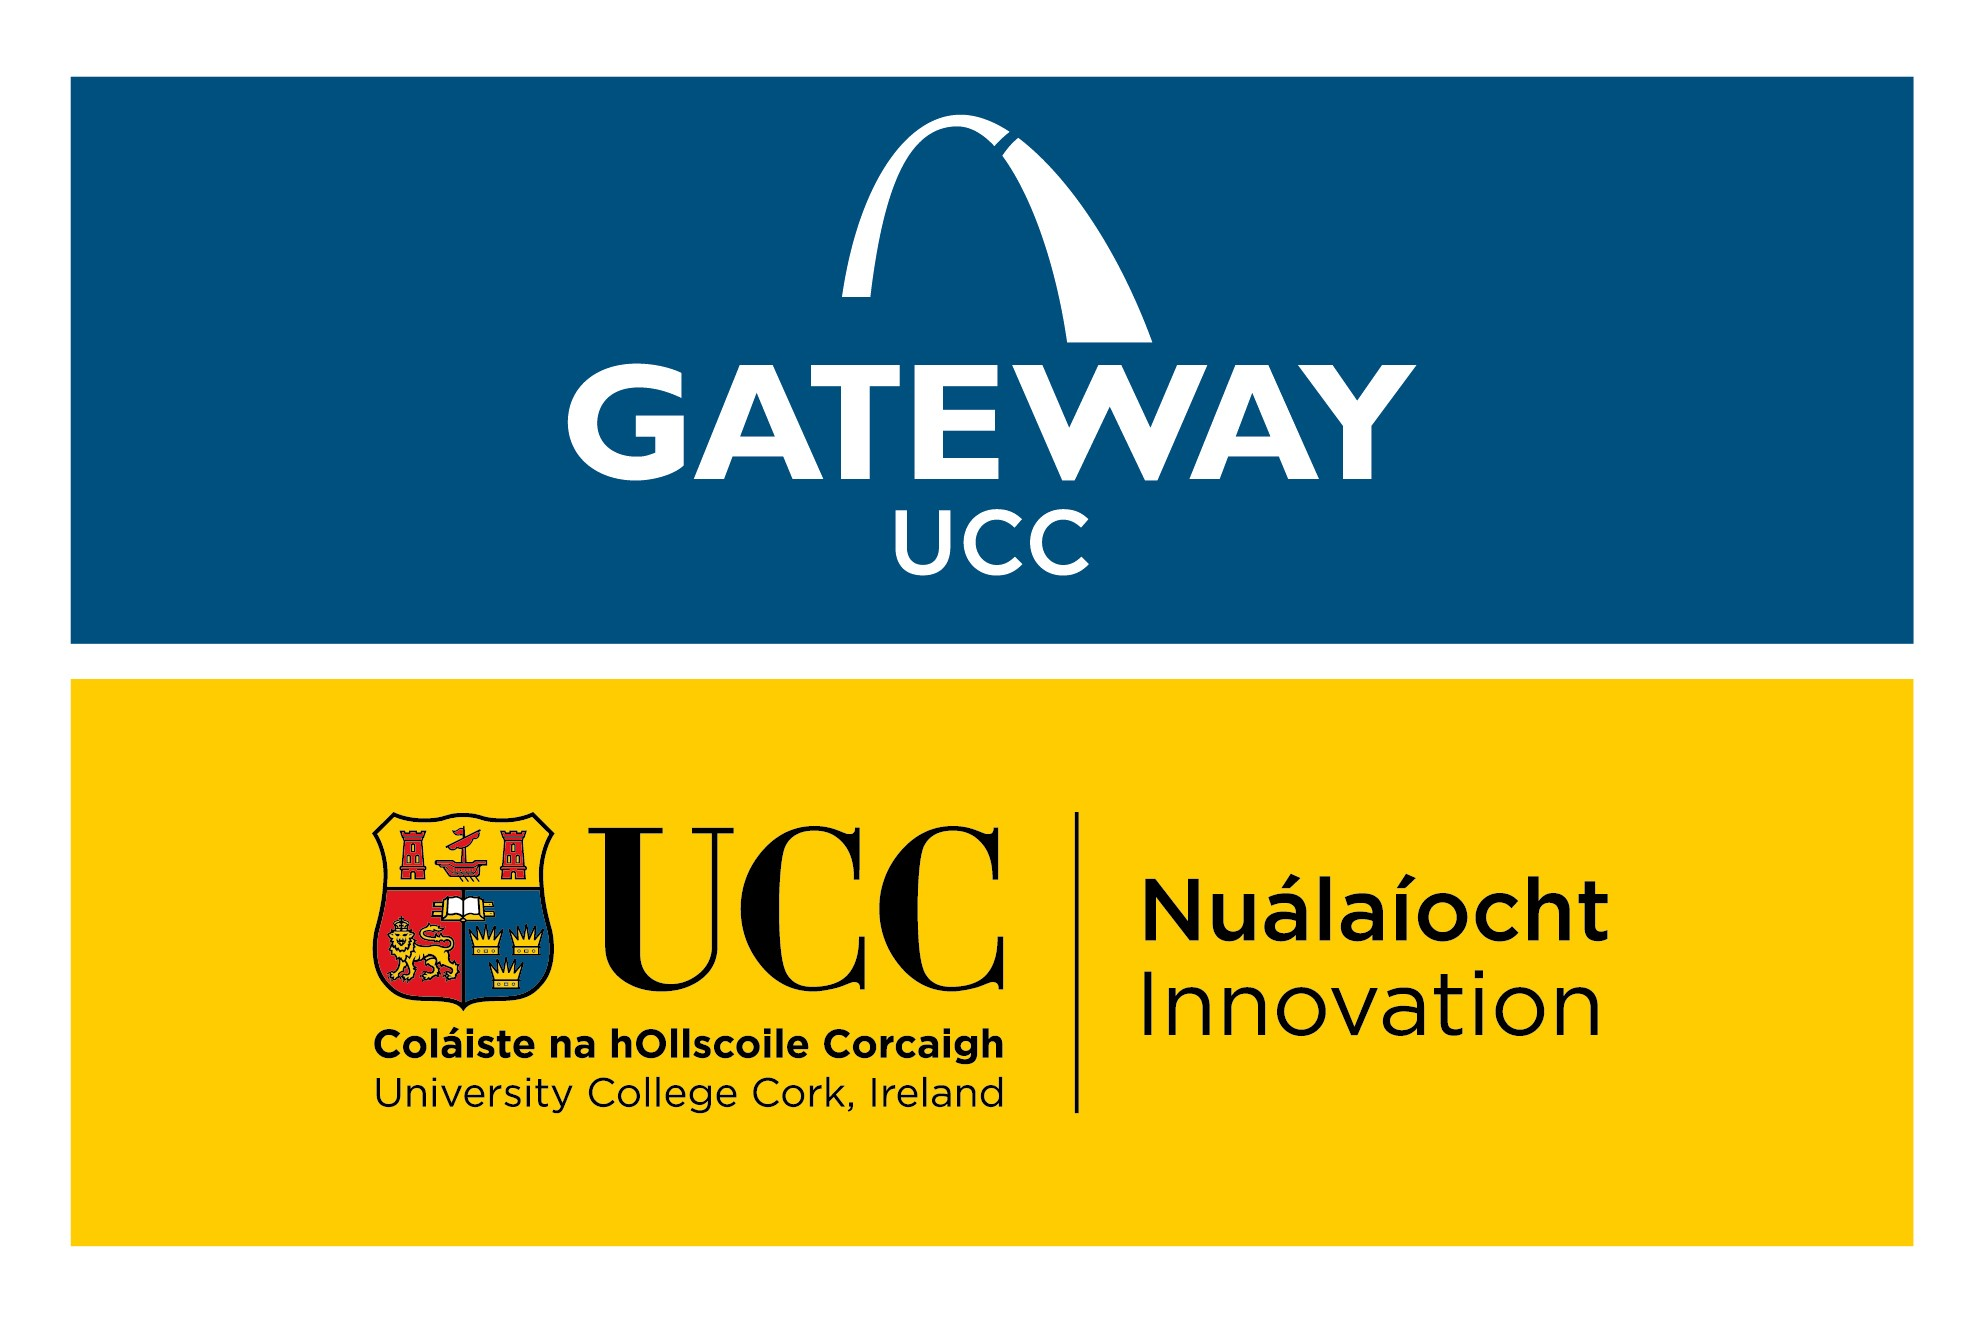 GATEWAY
UCC
UCC
Coláiste na hOllscoile Corcaigh
University College Cork, Ireland
Nuálaíocht
Innovation